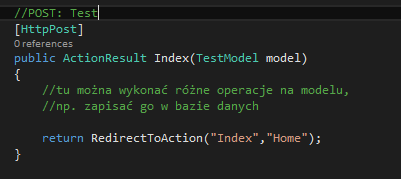 //POST: Test
[HttpPost]
0 references
public ActionResult Index(TestModel model)
{
//tu można wykonać różne operacje na modelu,
//np. zapisać go w bazie danych
return RedirectToAction("Index","Home");
}